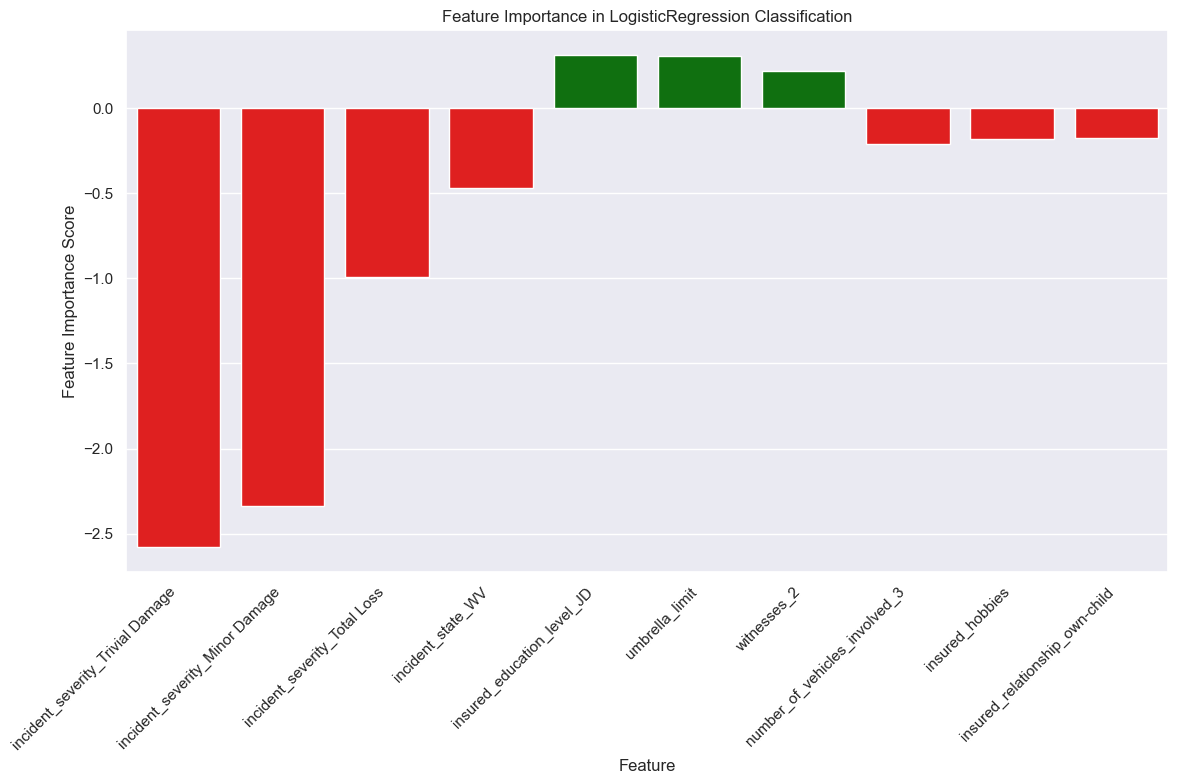 Feature Importance in LogisticRegression Classification
Feature Importance Score
0.0
−0.5
−1.0
−1.5
−2.0
−2.5
incident_severity_Trivial Damage
incident_severity_Minor Damage
incident_severity_Total Loss
incident_state_WV
insured_education_level_JD
umbrella_limit
witnesses_2
number_of_vehicles_involved_3
insured_hobbies
insured_relationship_own-child
Feature